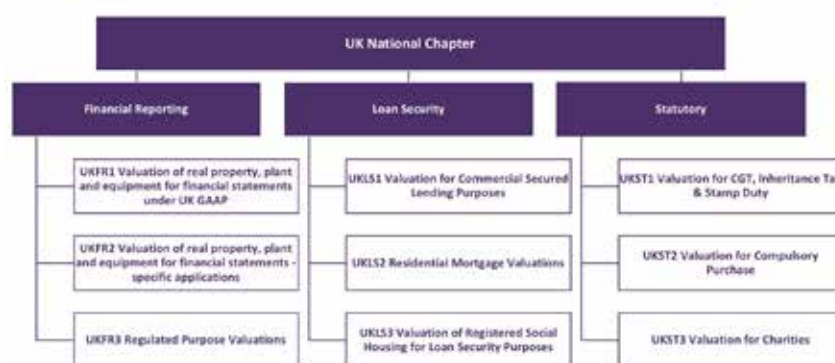 UK National Chapter
Financial Reporting
Loan Security
Statutory
UKFR1 Valuation of real property, plant
and equipment for financial statements
under UK GAAP
UKLS1 Valuation for Commercial Secured
Lending Purposes
UKST1 Valuation for CGT, Inheritance Ta
& Stamp Duty
UKFR2 Valuation of real property, plant
and equipment for financial statements -
specific applications
UKLS2 Residential Mortgage Valuations
UKST2 Valuation for Compulsory
Purchase
UKFR3 Regulated Purpose Valuations
UKLS3 Valuation of Registered Social
Housing for Loan Security Purposes
UKST3 Valuation for Charities